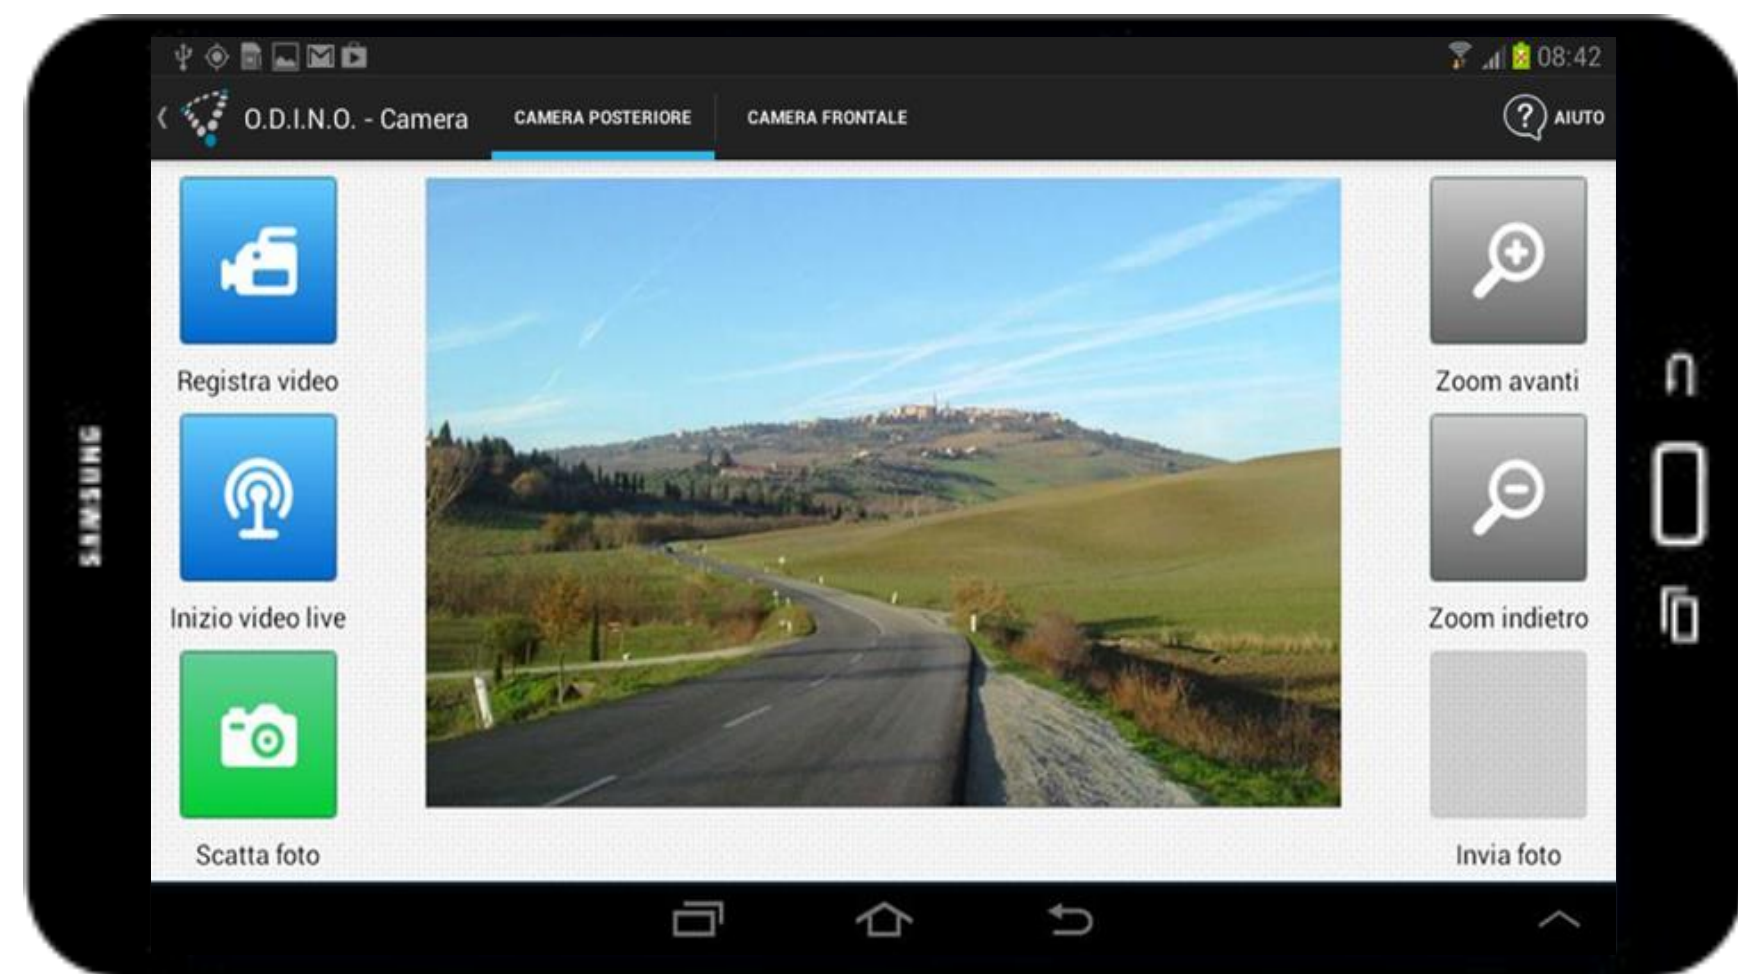 08:42
O.D.I.N.O. - Camera
CAMERA POSTERIORE
CAMERA FRONTALE
AIUTO
Registra video
Inizio video live
Scatta foto
Zoom avanti
Zoom indietro
Invia foto
SAMSUNG